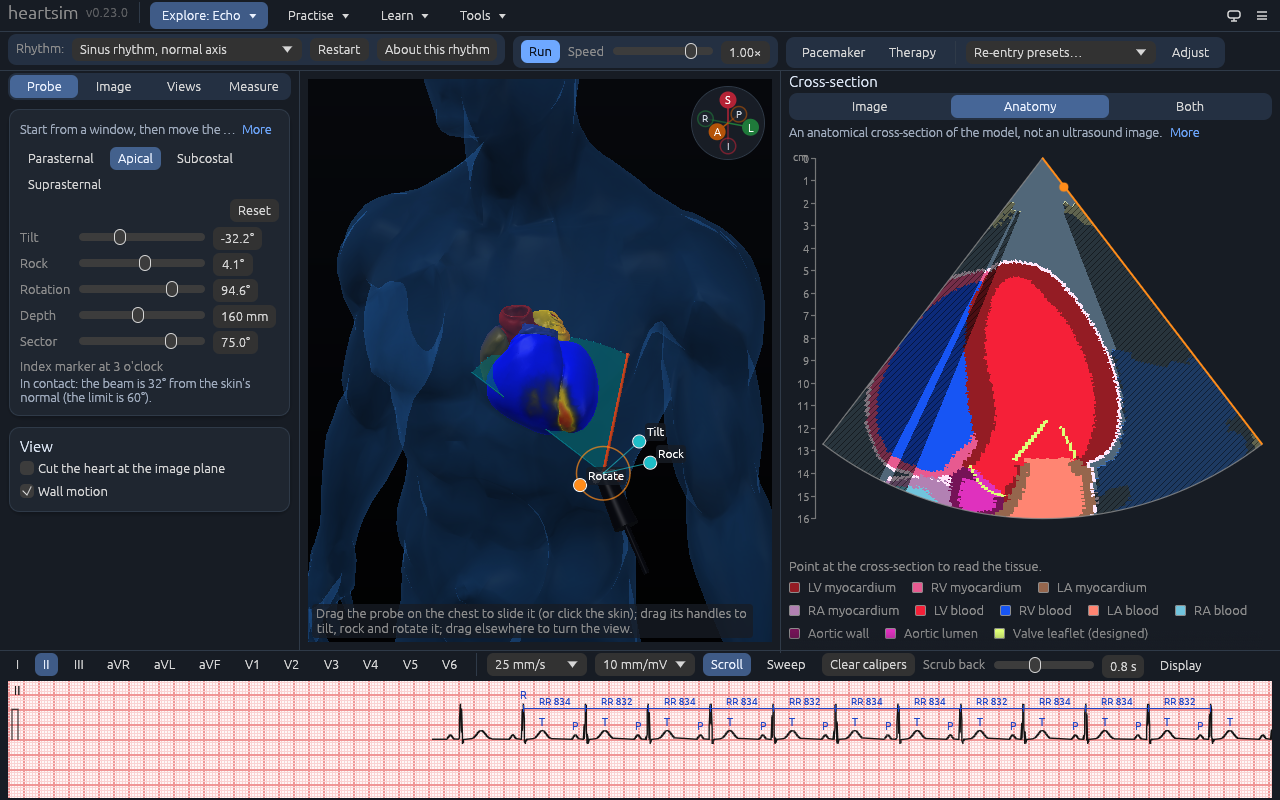 heartsim v0.23.0 Explore: Echo Practise Learn Tools
Rhythm: Sinus rhythm, normal axis Restart About this rhythm Run Speed 1.00× Pacemaker Therapy Re-entry presets… Adjust
Probe Image Views Measure
Start from a window, then move the … More
Parasternal Apical Subcostal
Suprasternal
Reset
Tilt -32.2°
Rock 4.1°
Rotation 94.6°
Depth 160 mm
Sector 75.0°
Index marker at 3 o'clock
In contact: the beam is 32° from the skin's
normal (the limit is 60°).
View
Cut the heart at the image plane
Wall motion
S
R P
A L
I
Tilt
Rock
Rotate
Drag the probe on the chest to slide it (or click the skin); drag its handles to
tilt, rock and rotate it; drag elsewhere to turn the view.
Cross-section
Image Anatomy Both
An anatomical cross-section of the model, not an ultrasound image. More
cm 0
1
2
3
4
5
6
7
8
9
10
11
12
13
14
15
16
Point at the cross-section to read the tissue.
LV myocardium RV myocardium LA myocardium
RA myocardium LV blood RV blood LA blood RA blood
Aortic wall Aortic lumen Valve leaflet (designed)
I II III aVR aVL aVF V1 V2 V3 V4 V5 V6 25 mm/s 10 mm/mV Scroll Sweep Clear calipers Scrub back 0.8 s Display
II
R RR 834 RR 832 RR 834 RR 834 RR 834 RR 832 RR 834 RR 834 RR 834 RR 834 RR 832
T P T P T P T P T P T P T P T P T P T P T P T